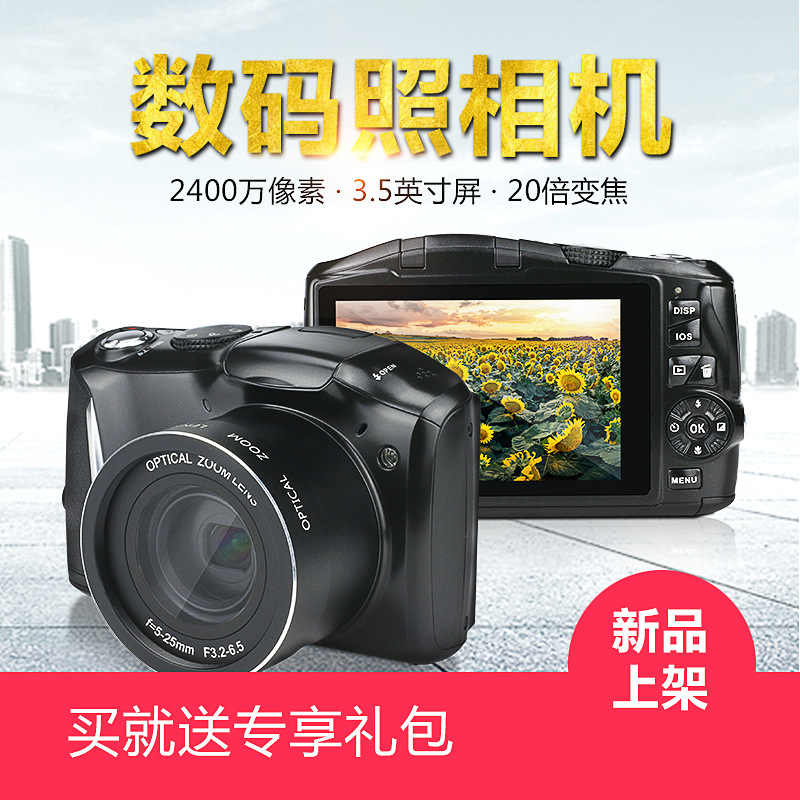 数码照相机
2400万像素 · 3.5英寸屏 · 20倍变焦
DISP
IOS
OK
MENU
OPEN
OPTICAL ZOOM LENS
OPTICAL ZOOM
f=5-25mm F3.2-6.5
新品
上架
买就送专享礼包